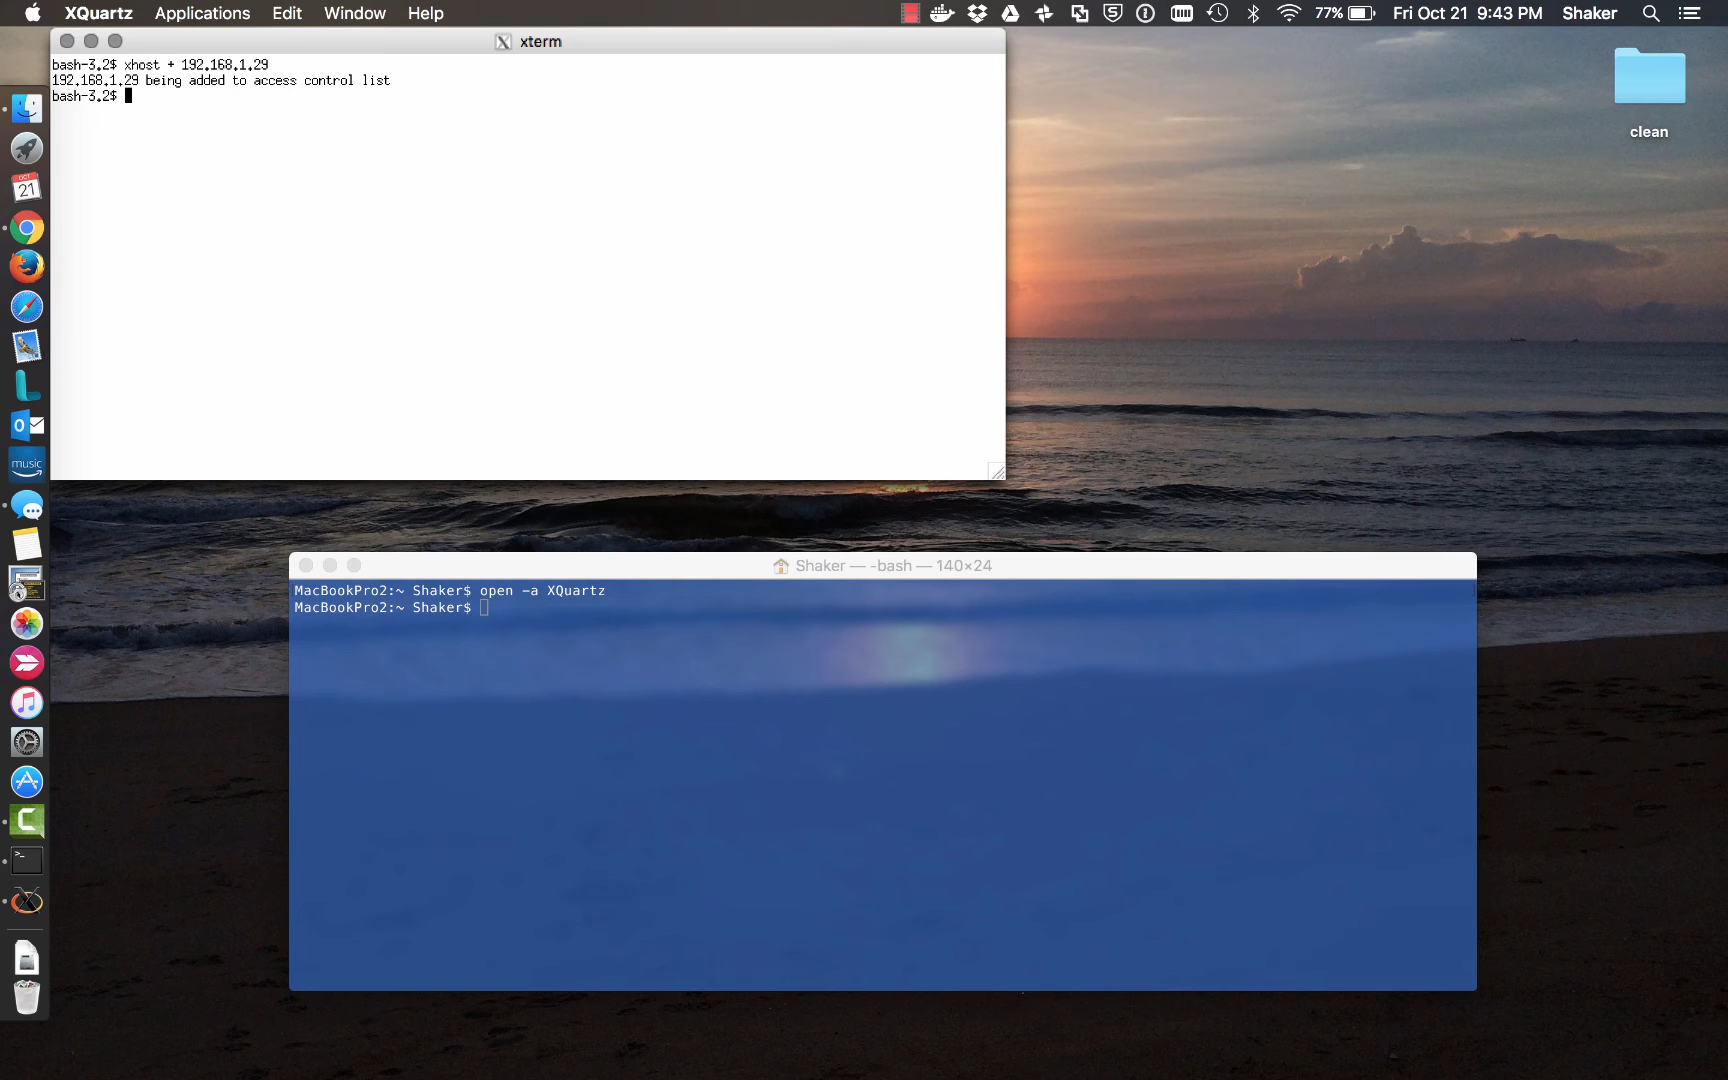 XQuartz Applications Edit Window Help 77% Fri Oct 21 9:43 PM Shaker
xterm
bash-3.2$ xhost + 192.168.1.29
192.168.1.29 being added to access control list
bash-3.2$
clean
OCT
21
music
Shaker — -bash — 140×24
MacBookPro2:~ Shaker$ open -a XQuartz
MacBookPro2:~ Shaker$